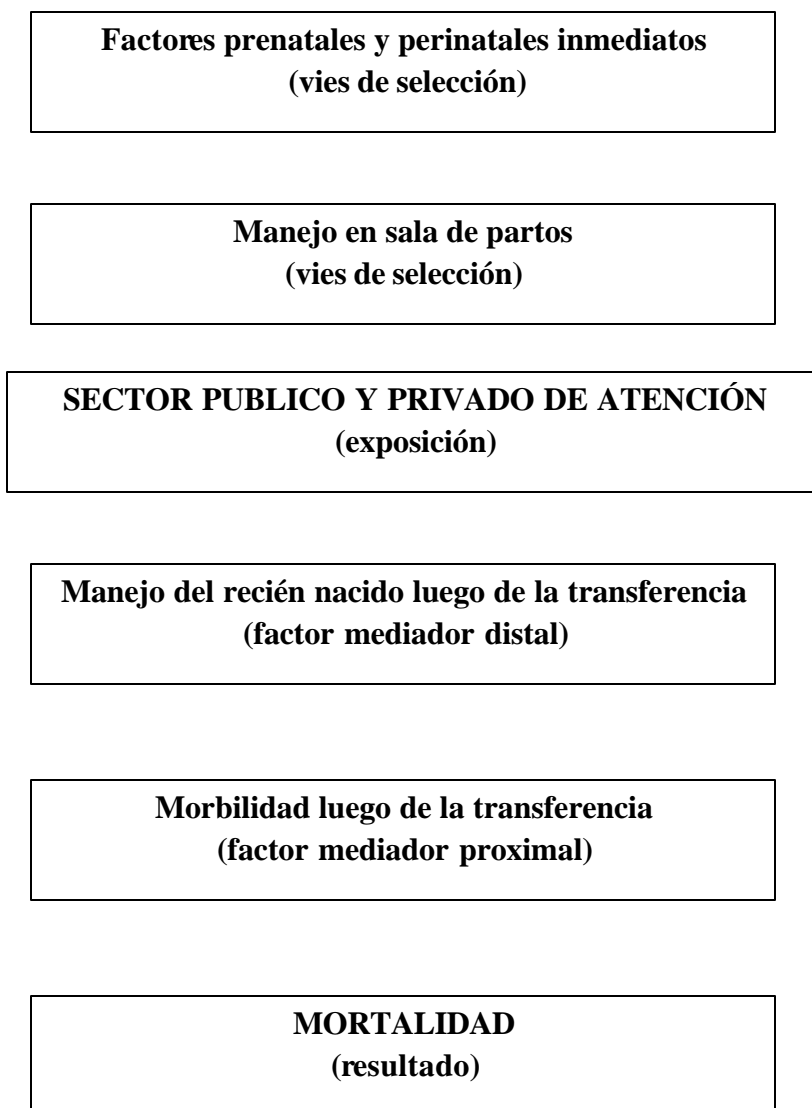 Factores prenatales y perinatales inmediatos
(vies de selección)
Manejo en sala de partos
(vies de selección)
SECTOR PUBLICO Y PRIVADO DE ATENCIÓN
(exposición)
Manejo del recién nacido luego de la transferencia
(factor mediador distal)
Morbilidad luego de la transferencia
(factor mediador proximal)
MORTALIDAD
(resultado)